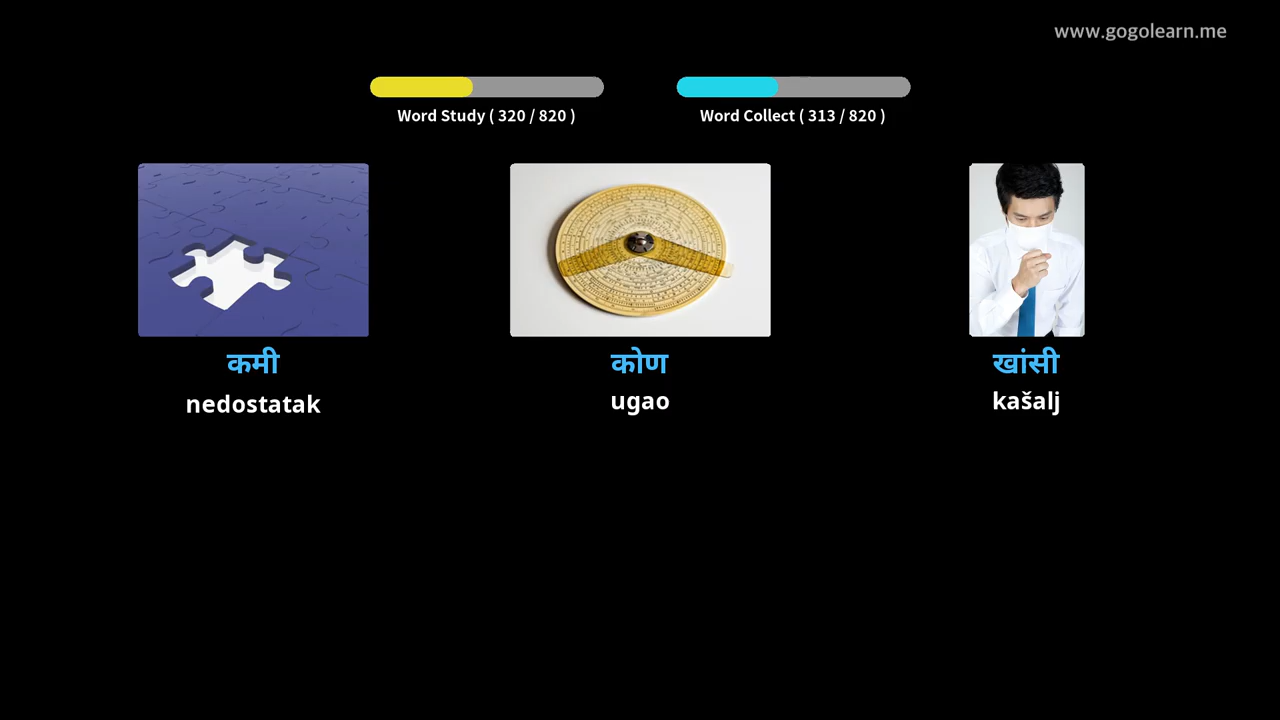 www.gogolearn.me
Word Study ( 320 / 820 )
Word Collect ( 313 / 820 )
कमी
nedostatak
कोण
ugao
खांसी
kašalj